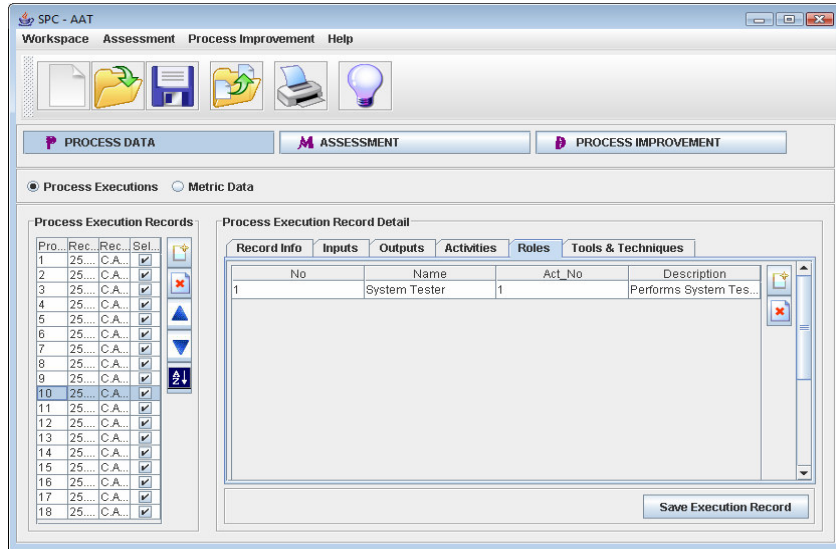 SPC - AAT
Workspace Assessment Process Improvement Help
P PROCESS DATA M ASSESSMENT PROCESS IMPROVEMENT
Process Executions Metric Data
Process Execution Records Process Execution Record Detail
Record Info Inputs Outputs Activities Roles Tools & Techniques
Pro... Rec... Rec... Sel...
No Name Act_No Description
1 25.... C.A...
1 System Tester 1 Performs System Tes...
2 25.... C.A...
3 25.... C.A...
4 25.... C.A...
5 25.... C.A...
6 25.... C.A...
7 25.... C.A...
8 25.... C.A...
9 25.... C.A...
10 25.... C.A...
11 25.... C.A...
12 25.... C.A...
13 25.... C.A...
14 25.... C.A...
15 25.... C.A...
16 25.... C.A...
17 25.... C.A...
18 25.... C.A...
A
Z
Save Execution Record